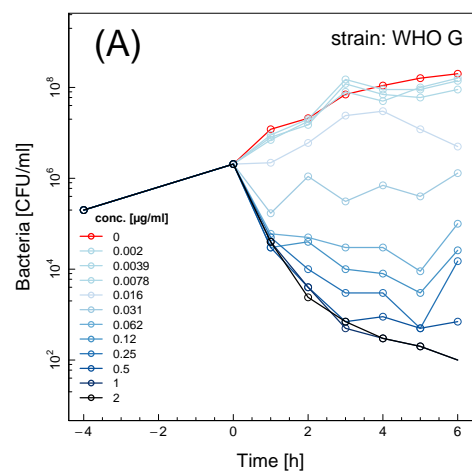 (A)
strain: WHO G
Bacteria [CFU/ml]
10^8
10^6
10^4
10^2
conc. [µg/ml]
0
0.002
0.0039
0.0078
0.016
0.031
0.062
0.12
0.25
0.5
1
2
−4 −2 0 2 4 6
Time [h]